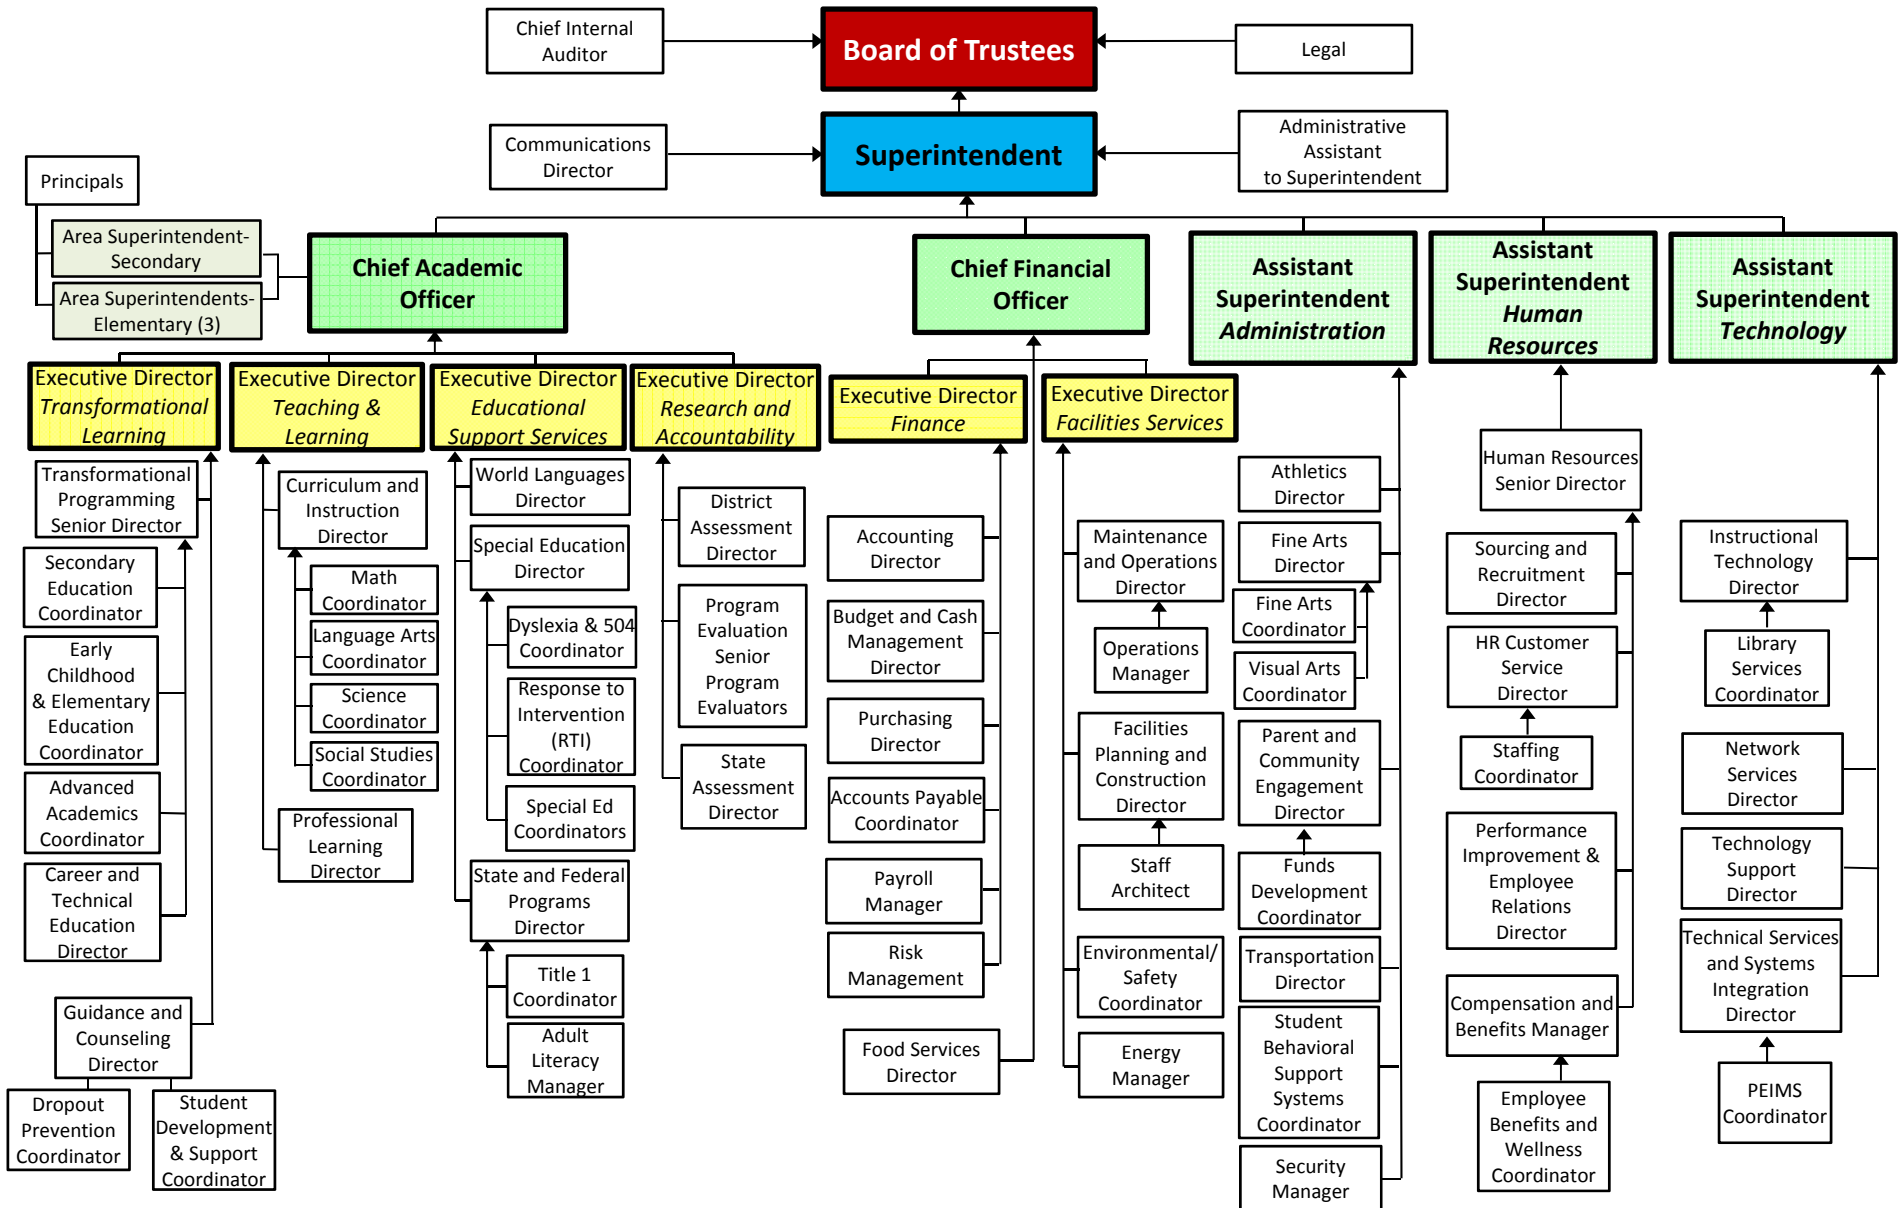 Chief Internal
Auditor
Board of Trustees
Legal
Communications
Director
Superintendent
Administrative
Assistant
to Superintendent
Principals
Area Superintendent-
Secondary
Area Superintendents-
Elementary (3)
Chief Academic
Officer
Chief Financial
Officer
Assistant
Superintendent
Administration
Assistant
Superintendent
Human
Resources
Assistant
Superintendent
Technology
Executive Director
Transformational
Learning
Executive Director
Teaching &
Learning
Executive Director
Educational
Support Services
Executive Director
Research and
Accountability
Executive Director
Finance
Executive Director
Facilities Services
Transformational
Programming
Senior Director
Secondary
Education
Coordinator
Early
Childhood
& Elementary
Education
Coordinator
Advanced
Academics
Coordinator
Career and
Technical
Education
Director
Guidance and
Counseling
Director
Dropout
Prevention
Coordinator
Student
Development
& Support
Coordinator
Curriculum and
Instruction
Director
Math
Coordinator
Language Arts
Coordinator
Science
Coordinator
Social Studies
Coordinator
Professional
Learning
Director
World Languages
Director
Special Education
Director
Dyslexia & 504
Coordinator
Response to
Intervention
(RTI)
Coordinator
Special Ed
Coordinators
State and Federal
Programs
Director
Title 1
Coordinator
Adult
Literacy
Manager
District
Assessment
Director
Program
Evaluation
Senior
Program
Evaluators
State
Assessment
Director
Accounting
Director
Budget and Cash
Management
Director
Purchasing
Director
Accounts Payable
Coordinator
Payroll
Manager
Risk
Management
Food Services
Director
Maintenance
and Operations
Director
Operations
Manager
Facilities
Planning and
Construction
Director
Staff
Architect
Environmental/
Safety
Coordinator
Energy
Manager
Athletics
Director
Fine Arts
Director
Fine Arts
Coordinator
Visual Arts
Coordinator
Parent and
Community
Engagement
Director
Funds
Development
Coordinator
Transportation
Director
Student
Behavioral
Support
Systems
Coordinator
Security
Manager
Human Resources
Senior Director
Sourcing and
Recruitment
Director
HR Customer
Service
Director
Staffing
Coordinator
Performance
Improvement &
Employee
Relations
Director
Compensation and
Benefits Manager
Employee
Benefits and
Wellness
Coordinator
Instructional
Technology
Director
Library
Services
Coordinator
Network
Services
Director
Technology
Support
Director
Technical Services
and Systems
Integration
Director
PEIMS
Coordinator